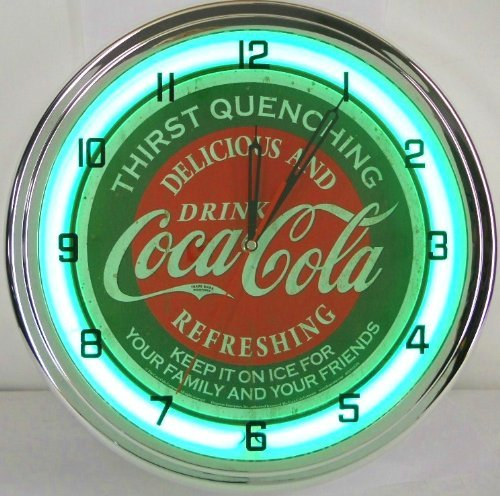 12
1
2
3
4
5
6
7
8
9
10
11
THIRST QUENCHING
DELICIOUS AND
DRINK
Coca-Cola
REFRESHING
KEEP IT ON ICE FOR
YOUR FAMILY AND YOUR FRIENDS